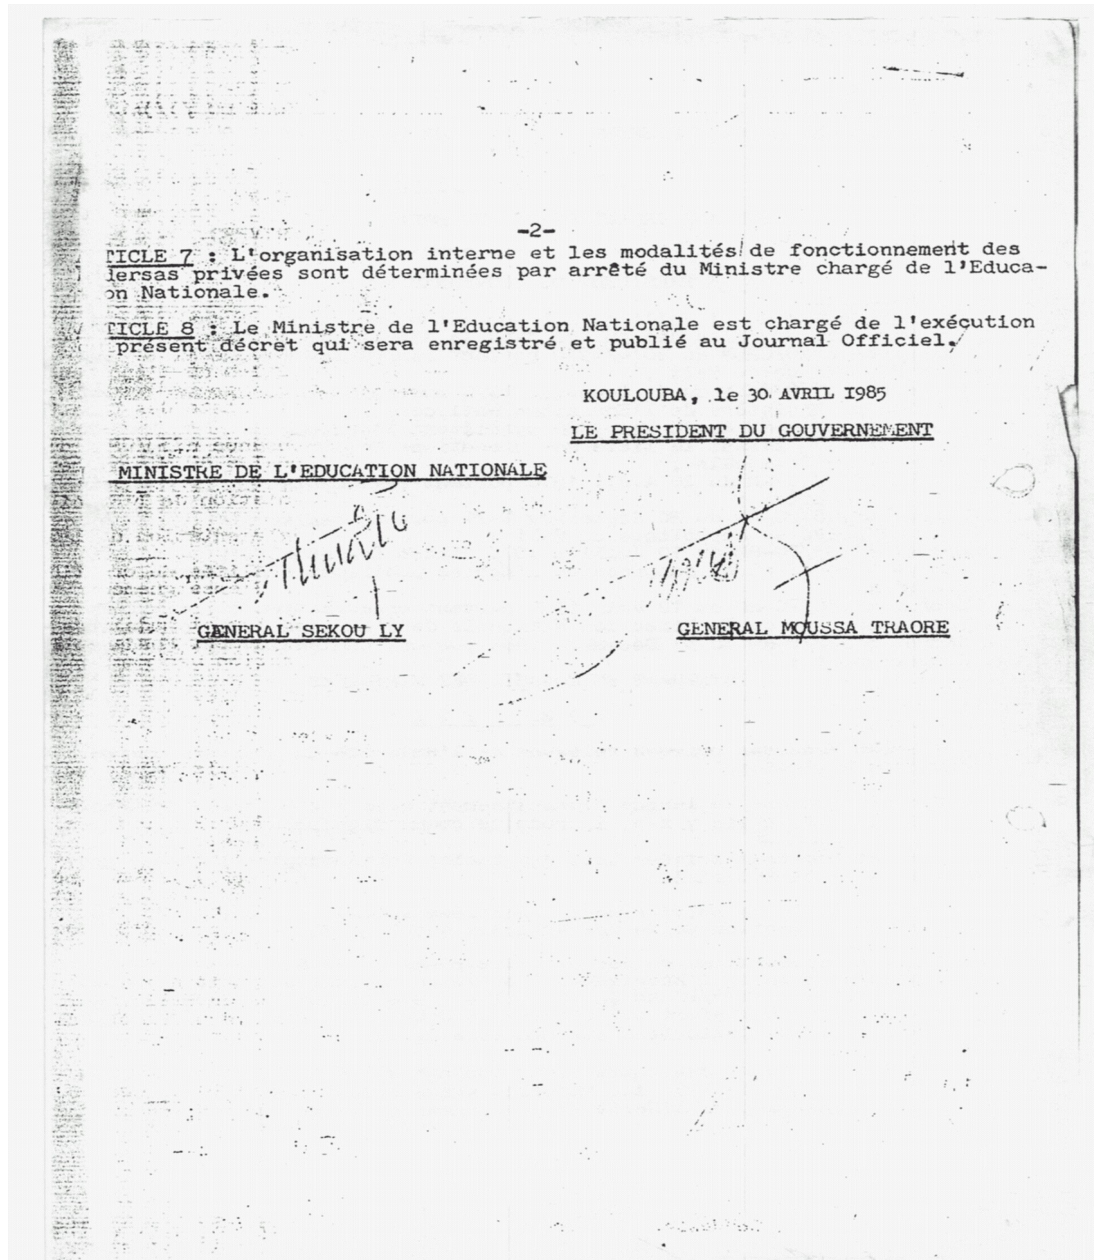 -2-
TICLE 7 : L'organisation interne et les modalités de fonctionnement des
dersas privées sont déterminées par arrêté du Ministre chargé de l'Educa-
on Nationale.
TICLE 8 : Le Ministre de l'Education Nationale est chargé de l'exécution
présent décret qui sera enregistré et publié au Journal Officiel./
KOULOUBA, le 30 AVRIL 1985
LE PRESIDENT DU GOUVERNEMENT
MINISTRE DE L'EDUCATION NATIONALE
GENERAL SEKOU LY
GENERAL MOUSSA TRAORE